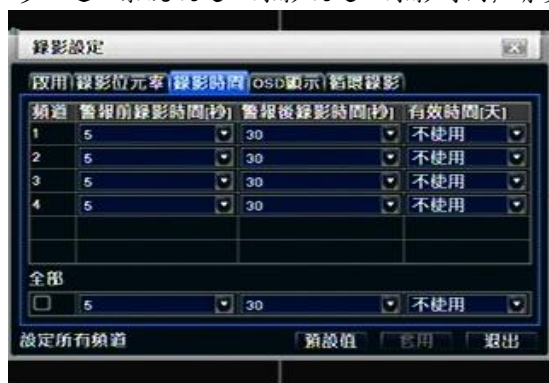 錄影設定
啟用 錄影位元率 錄影時間 OSD顯示 循環錄影
頻道 警報前錄影時間[秒] 警報後錄影時間[秒] 有效時間[天]
1 5 30 不使用
2 5 30 不使用
3 5 30 不使用
4 5 30 不使用
全部
5 30 不使用
設定所有頻道 預設值 套用 退出